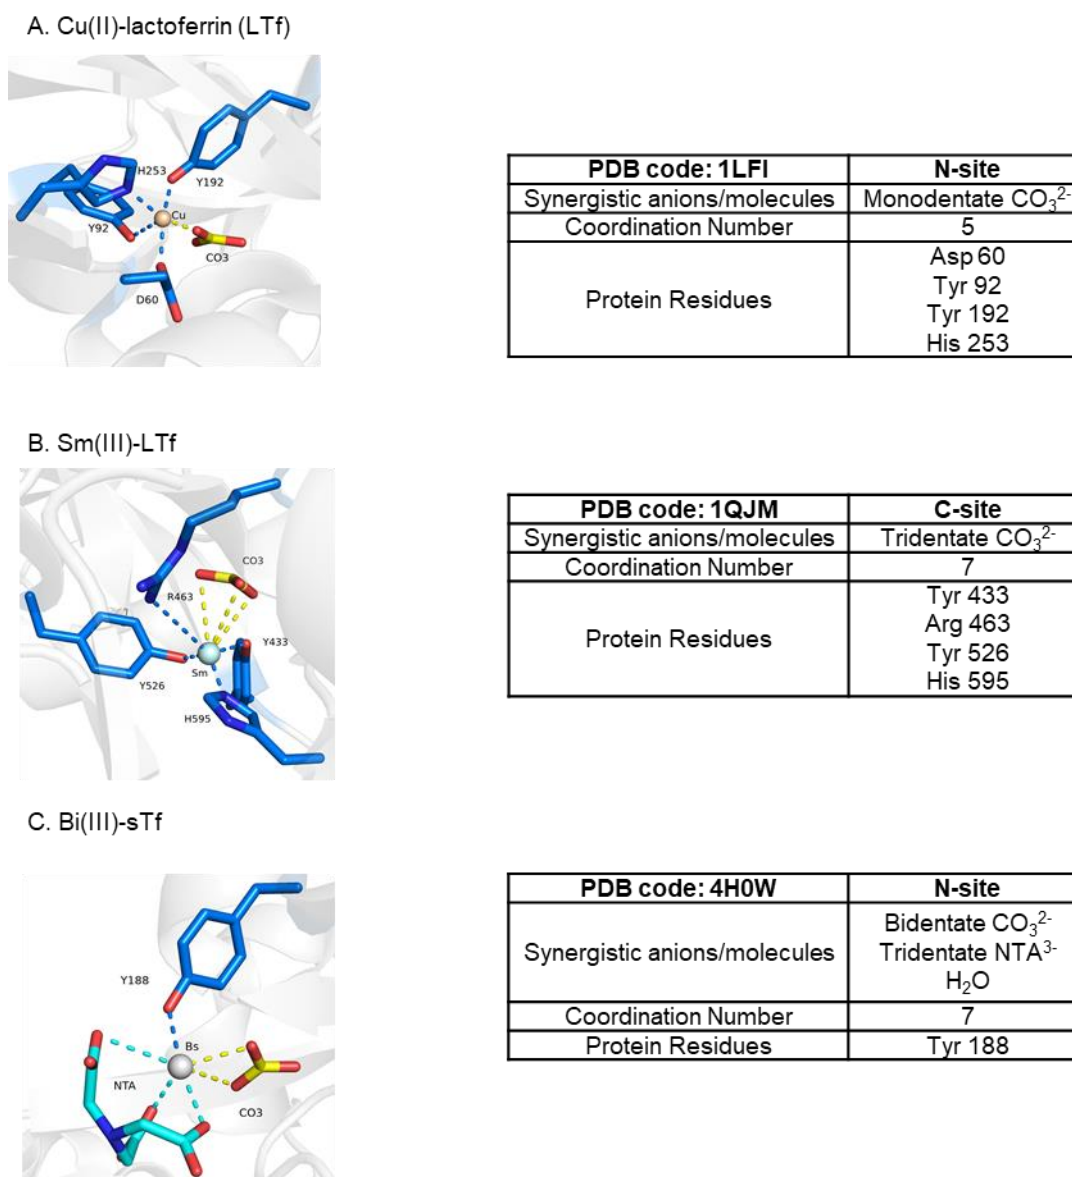 A. Cu(II)-lactoferrin (LTf)
H253
Y192
Cu
Y92
CO3
D60
PDB code: 1LFI N-site
Synergistic anions/molecules Monodentate CO₃²⁻
Coordination Number 5
Protein Residues
Asp 60
Tyr 92
Tyr 192
His 253
B. Sm(III)-LTf
CO3
R463
Y433
Sm
Y526
H595
PDB code: 1QJM C-site
Synergistic anions/molecules Tridentate CO₃²⁻
Coordination Number 7
Protein Residues
Tyr 433
Arg 463
Tyr 526
His 595
C. Bi(III)-sTf
Y188
Bs
NTA
CO3
PDB code: 4H0W N-site
Synergistic anions/molecules
Bidentate CO₃²⁻
Tridentate NTA³⁻
H₂O
Coordination Number 7
Protein Residues Tyr 188